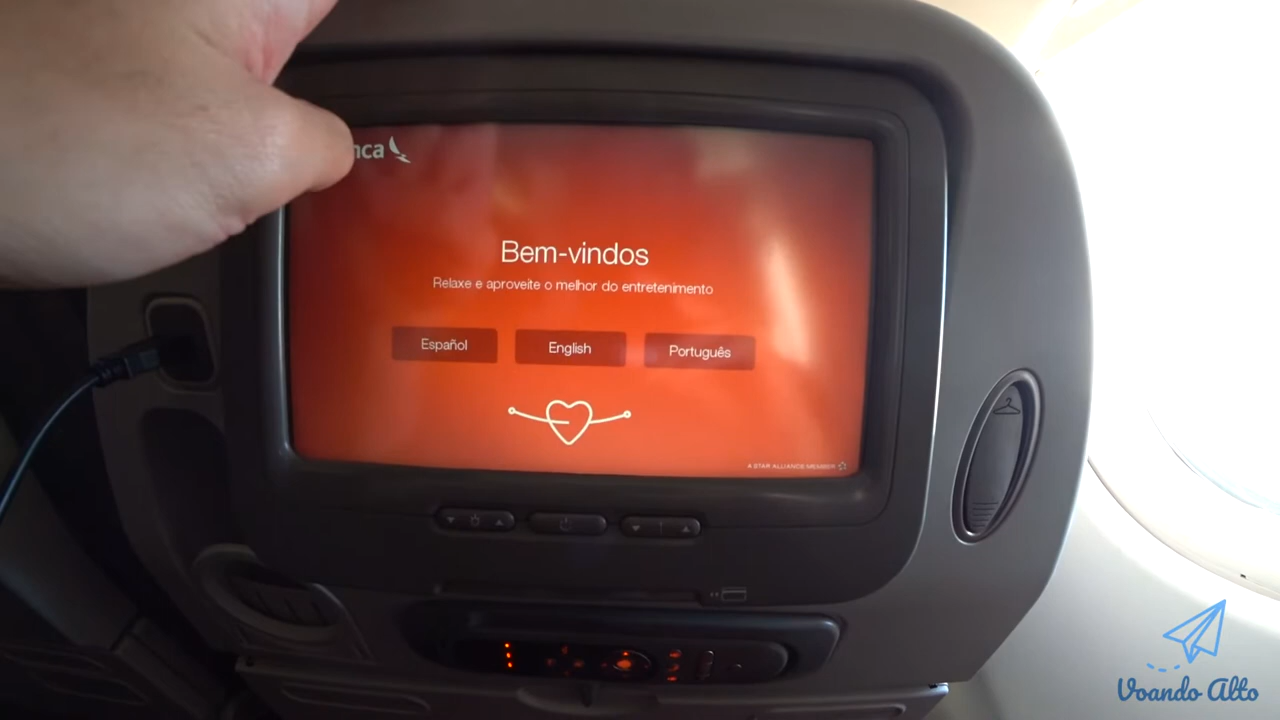 nca
Bem-vindos
Relaxe e aproveite o melhor do entretenimento
Español
English
Português
A STAR ALLIANCE MEMBER
Voando Alto